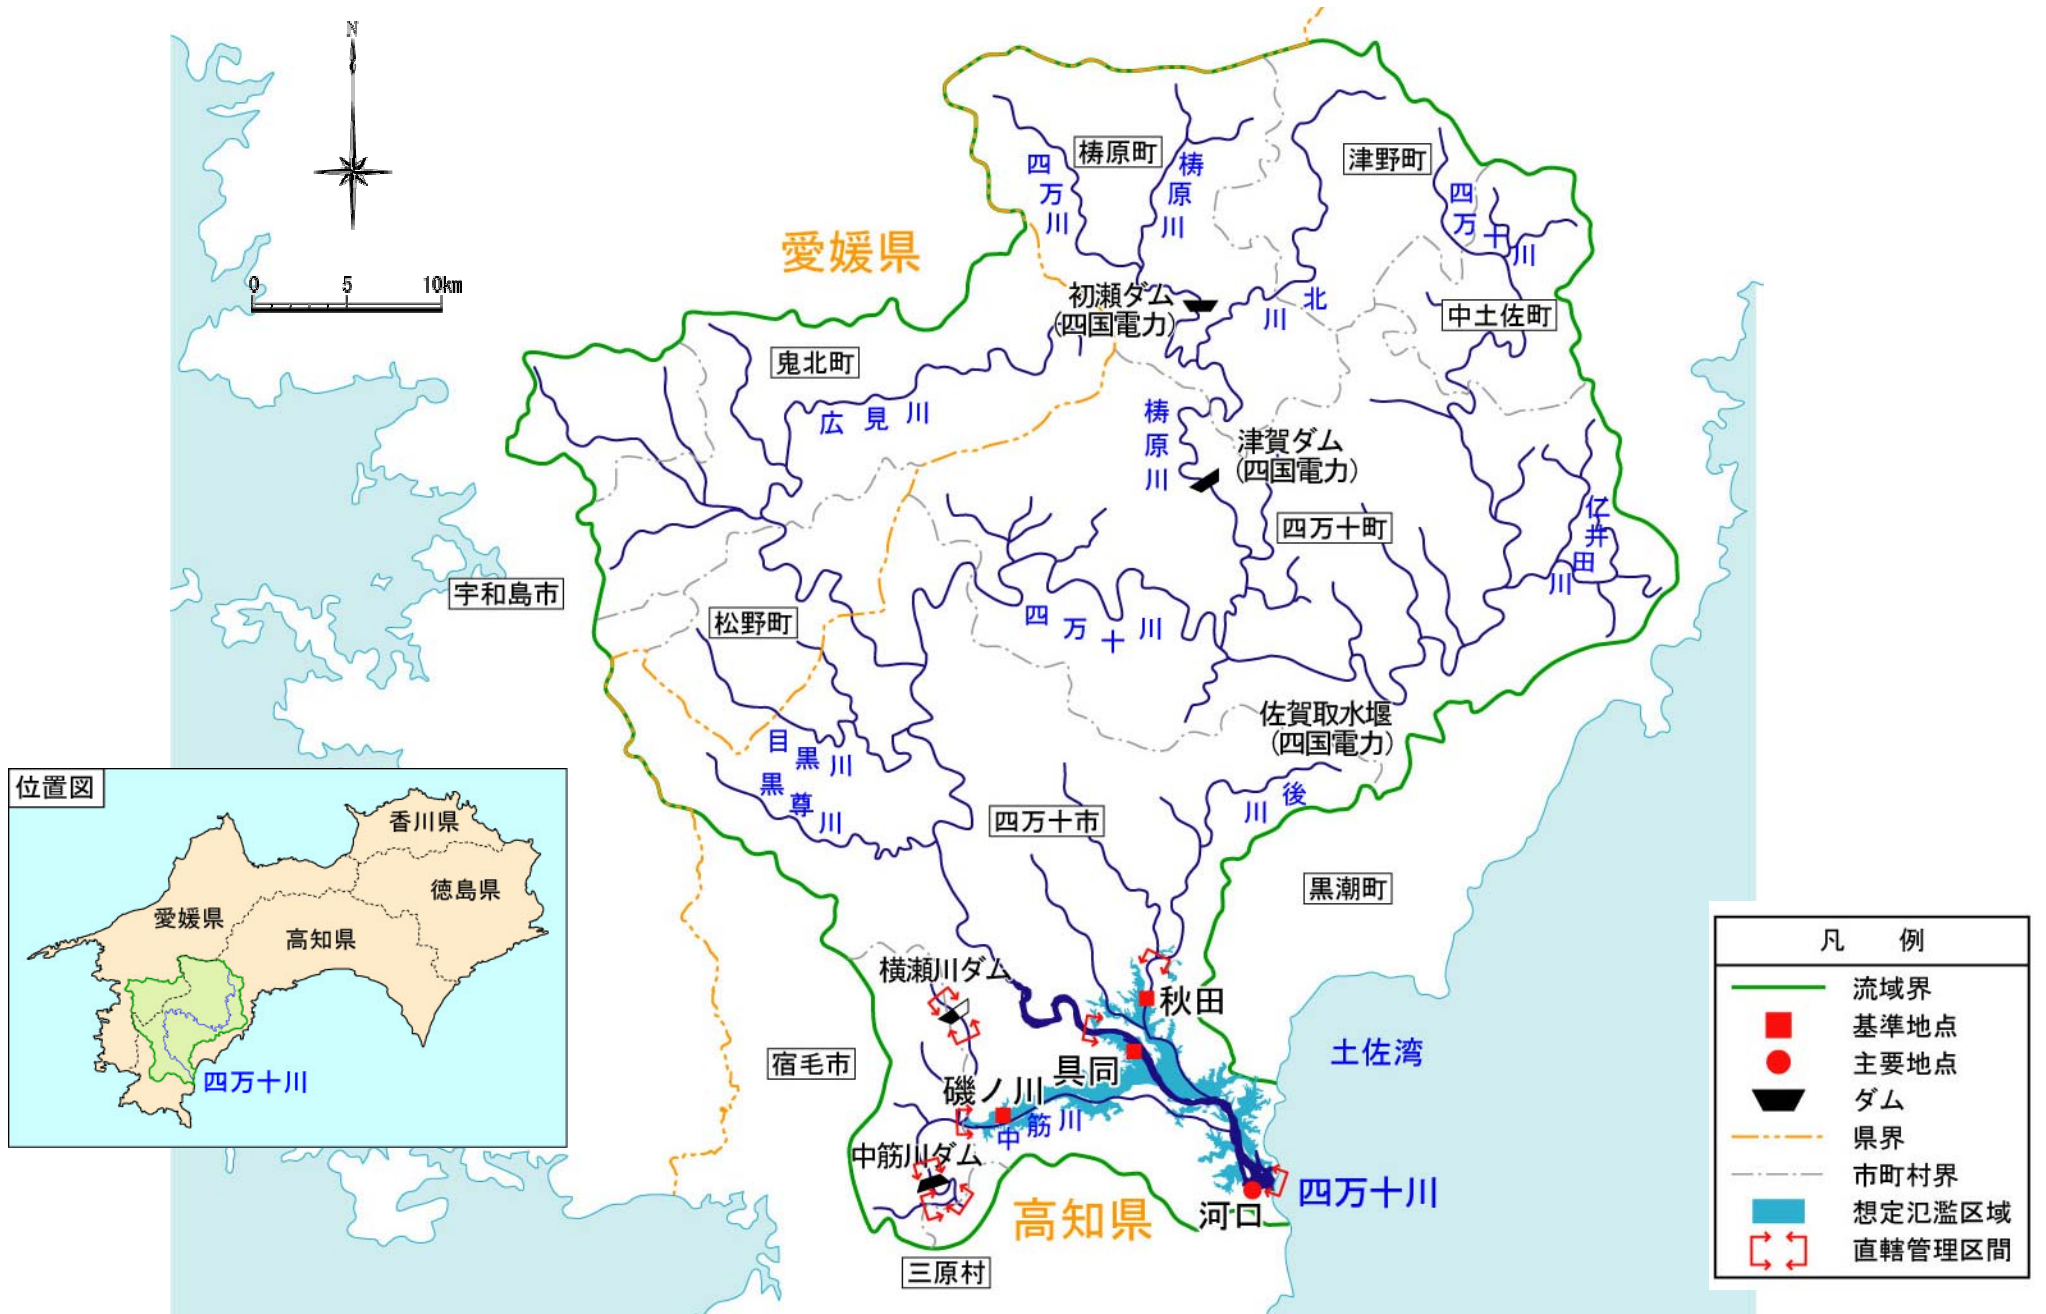 N
0 5 10km
愛媛県
梼原町
津野町
四万川
梼原川
四万十川
初瀬ダム
(四国電力)
北川
中土佐町
鬼北町
広見川
梼原川
津賀ダム
(四国電力)
四万十町
仁井田川
宇和島市
松野町
四万十川
佐賀取水堰
(四国電力)
目黒川
黒尊川
四万十市
後川
黒潮町
横瀬川ダム
秋田
宿毛市
具同
磯ノ川
中筋川
中筋川ダム
土佐湾
四万十川
河口
高知県
三原村
位置図
香川県
徳島県
愛媛県
高知県
四万十川
凡 例
流域界
基準地点
主要地点
ダム
県界
市町村界
想定氾濫区域
直轄管理区間